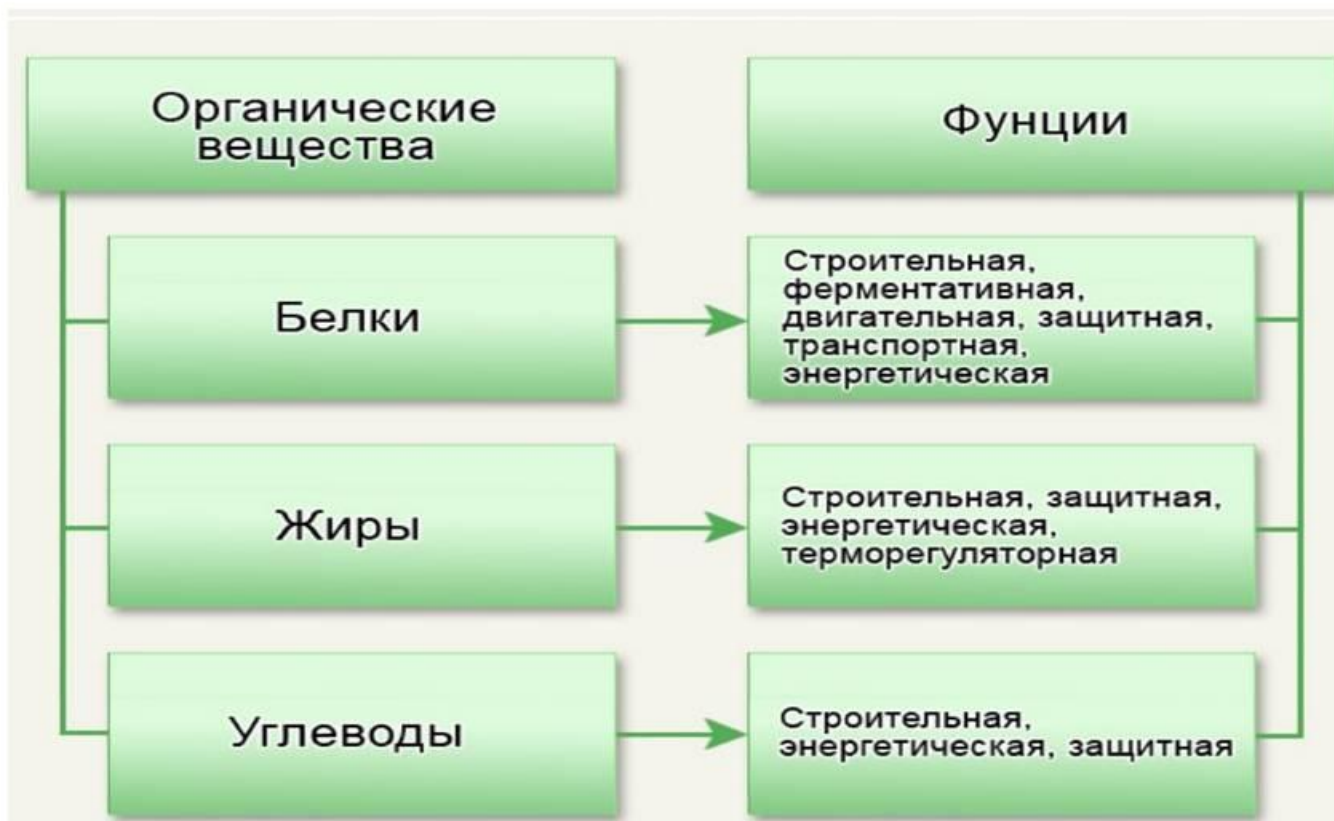 Органические
вещества
Фунции
Белки
Строительная,
ферментативная,
двигательная, защитная,
транспортная,
энергетическая
Жиры
Строительная, защитная,
энергетическая,
терморегуляторная
Углеводы
Строительная,
энергетическая, защитная